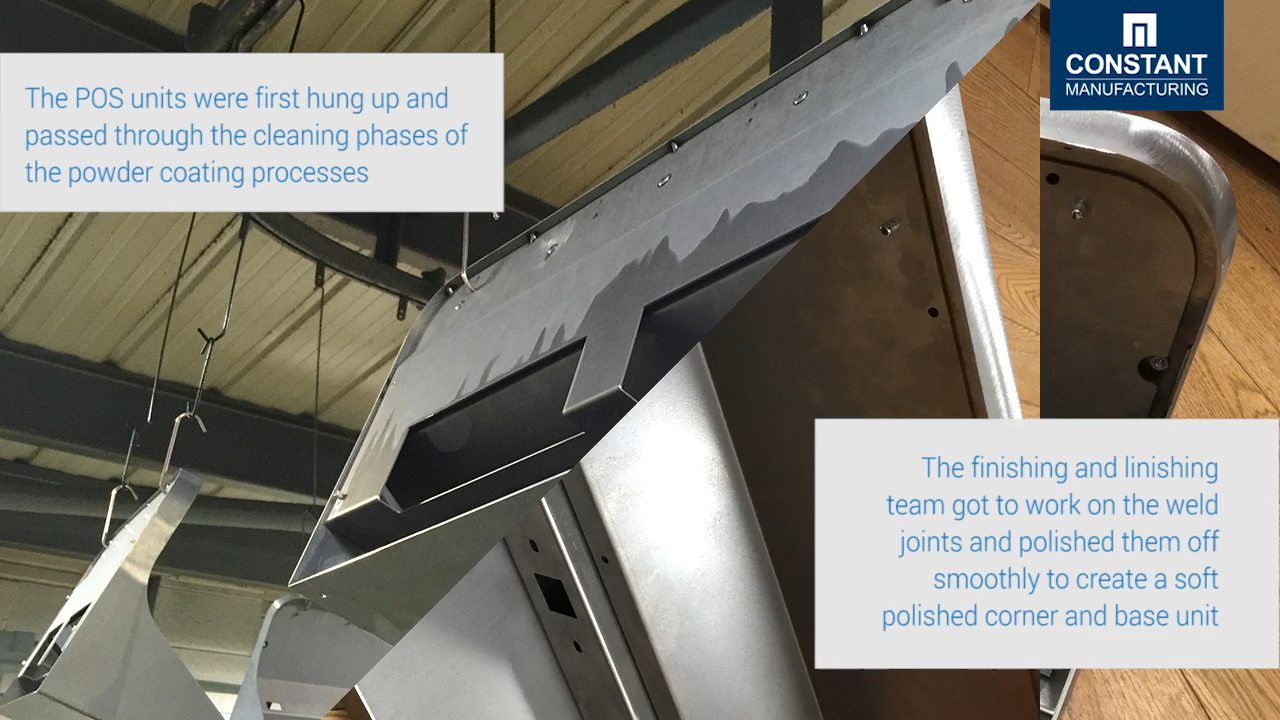 CONSTANT
MANUFACTURING
The POS units were first hung up and
passed through the cleaning phases of
the powder coating processes
The finishing and linishing
team got to work on the weld
joints and polished them off
smoothly to create a soft
polished corner and base unit